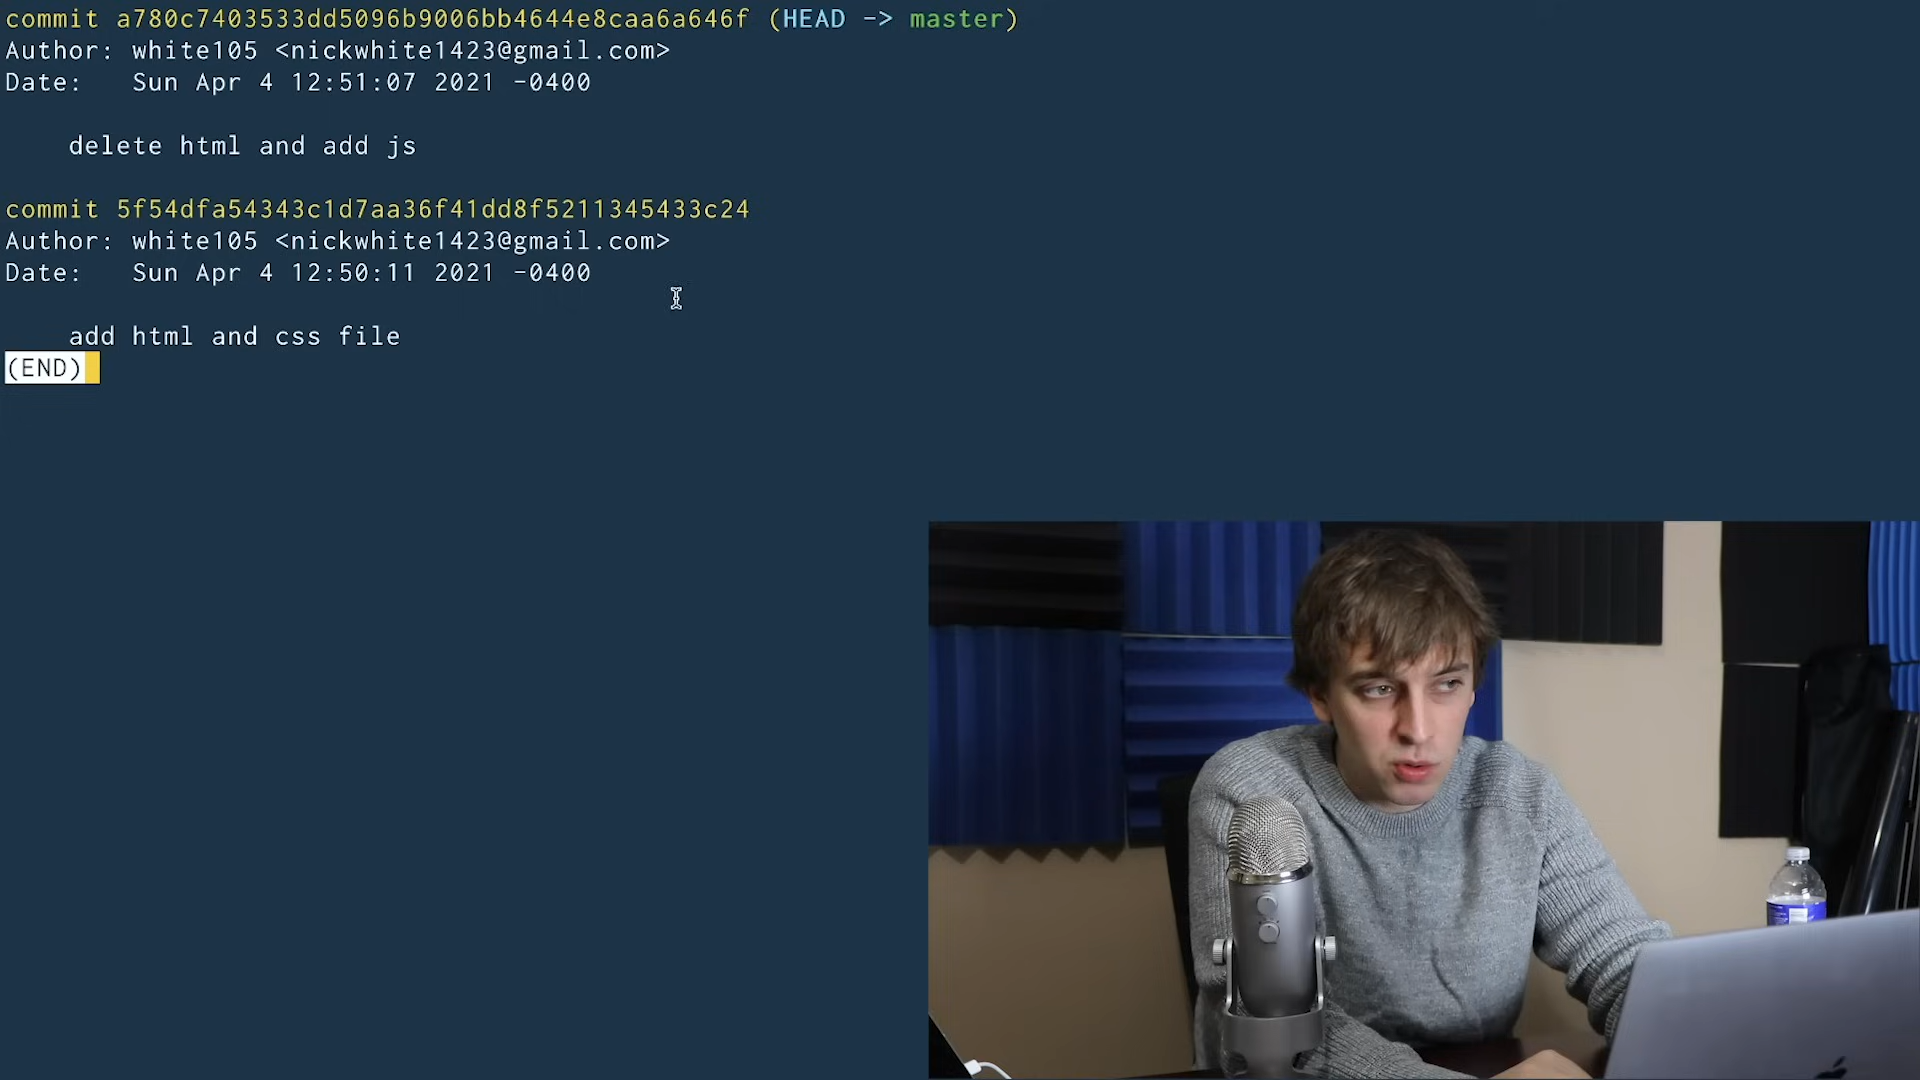 commit a780c7403533dd5096b9006bb4644e8caa6a646f (HEAD -> master)
Author: white105 <nickwhite1423@gmail.com>
Date:   Sun Apr 4 12:51:07 2021 -0400
delete html and add js
commit 5f54dfa54343c1d7aa36f41dd8f5211345433c24
Author: white105 <nickwhite1423@gmail.com>
Date:   Sun Apr 4 12:50:11 2021 -0400
add html and css file
(END)